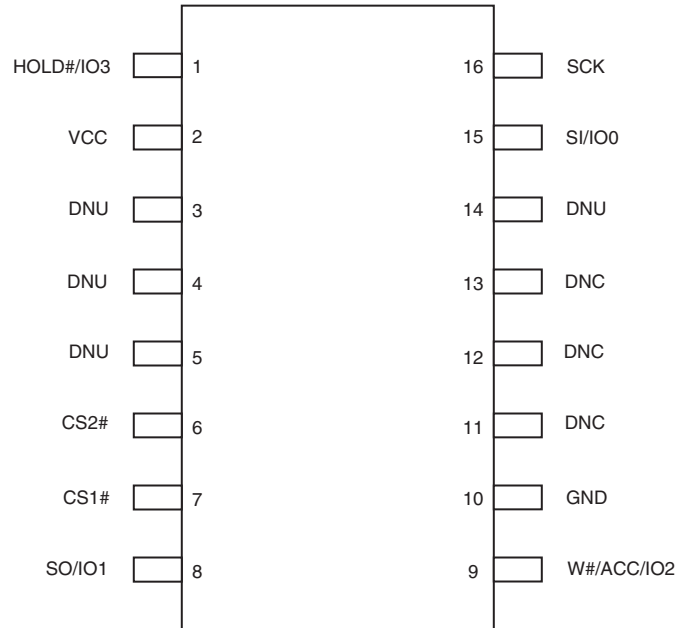 HOLD#/IO3 1 16 SCK
VCC 2 15 SI/IO0
DNU 3 14 DNU
DNU 4 13 DNC
DNU 5 12 DNC
CS2# 6 11 DNC
CS1# 7 10 GND
SO/IO1 8 9 W#/ACC/IO2